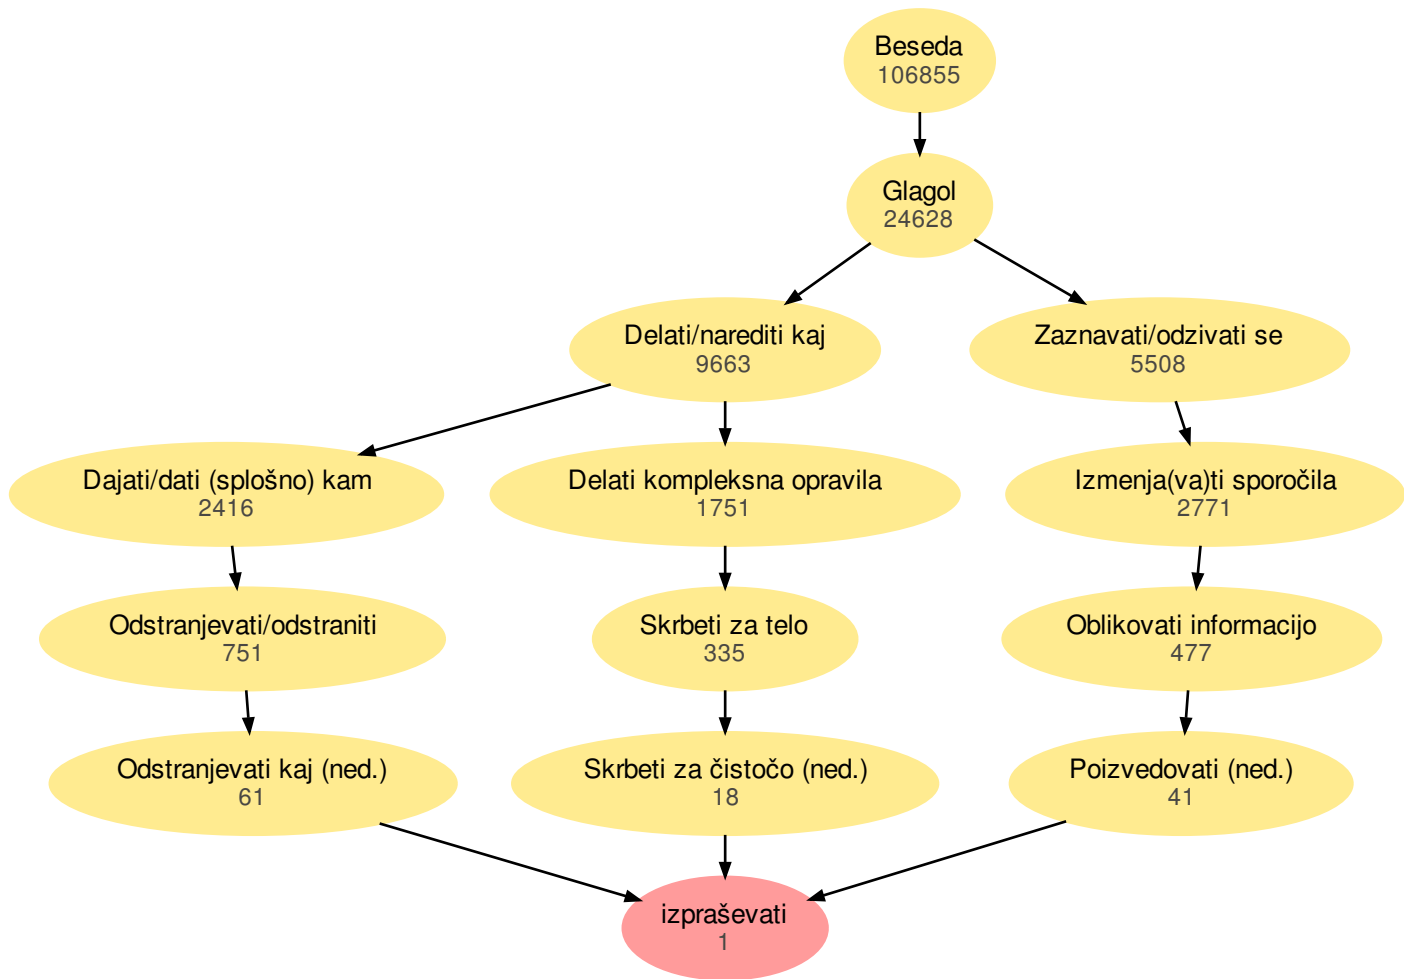 Beseda
106855
Glagol
24628
Delati/narediti kaj
9663
Zaznavati/odzivati se
5508
Dajati/dati (splošno) kam
2416
Delati kompleksna opravila
1751
Izmenja(va)ti sporočila
2771
Odstranjevati/odstraniti
751
Skrbeti za telo
335
Oblikovati informacijo
477
Odstranjevati kaj (ned.)
61
Skrbeti za čistočo (ned.)
18
Poizvedovati (ned.)
41
izpraševati
1